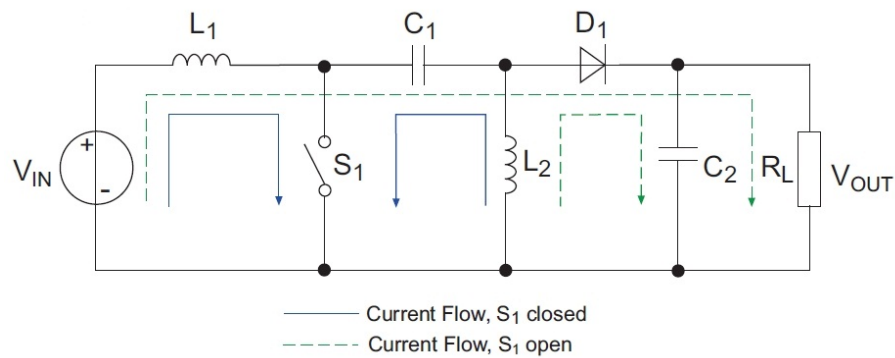 L1 C1 D1
+
VIN
-
S1 L2 C2 RL VOUT
Current Flow, S1 closed
Current Flow, S1 open